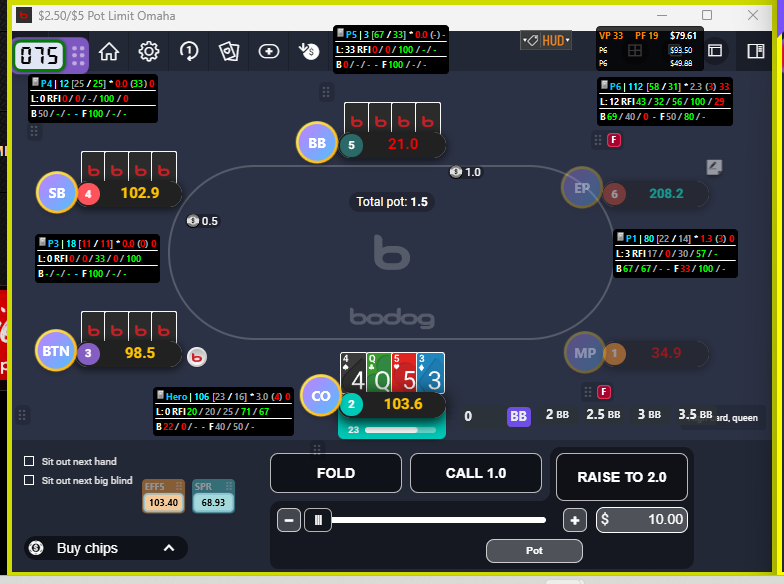 $2.50/$5 Pot Limit Omaha
075
1
HUD
VP 33 PF 19 $79.61
P6 $93.50
P6 $49.88
P5 | 3 [67 / 33] * 0.0 (-) -
L: 33 RFI 0 / 0 / 100 / - / -
B 0 / - / - - F 100 / - / -
P4 | 12 [25 / 25] * 0.0 (33) 0
L: 0 RFI 0 / 0 / - / 100 / 0
B 50 / - / - - F 100 / - / -
P6 | 112 [58 / 31] * 2.3 (3) 33
L: 12 RFI 43 / 32 / 56 / 100 / 29
B 69 / 40 / 0 - F 50 / 80 / -
F
BB
5
21.0
1.0
SB
4
102.9
EP
6
208.2
Total pot: 1.5
0.5
P3 | 18 [11 / 11] * 0.0 (0) 0
L: 0 RFI 0 / 0 / 33 / 0 / 100
B - / - / - - F 100 / - / -
P1 | 80 [22 / 14] * 1.3 (3) 0
L: 3 RFI 17 / 0 / 30 / 57 / -
B 67 / 67 / - - F 33 / 100 / -
b
bodog
BTN
3
98.5
b
4 Q 5 3
4 Q 5 3
MP
1
34.9
F
Hero | 106 [23 / 16] * 3.0 (4) 0
L: 0 RFI 20 / 20 / 25 / 71 / 67
B 22 / 0 / - - F 40 / 50 / -
CO
2
103.6
23
0 BB 2 BB 2.5 BB 3 BB 3.5 BB
ard, queen
Sit out next hand
Sit out next big blind
EFFS SPR
103.40 68.93
FOLD
CALL 1.0
RAISE TO 2.0
$ 10.00
Pot
Buy chips